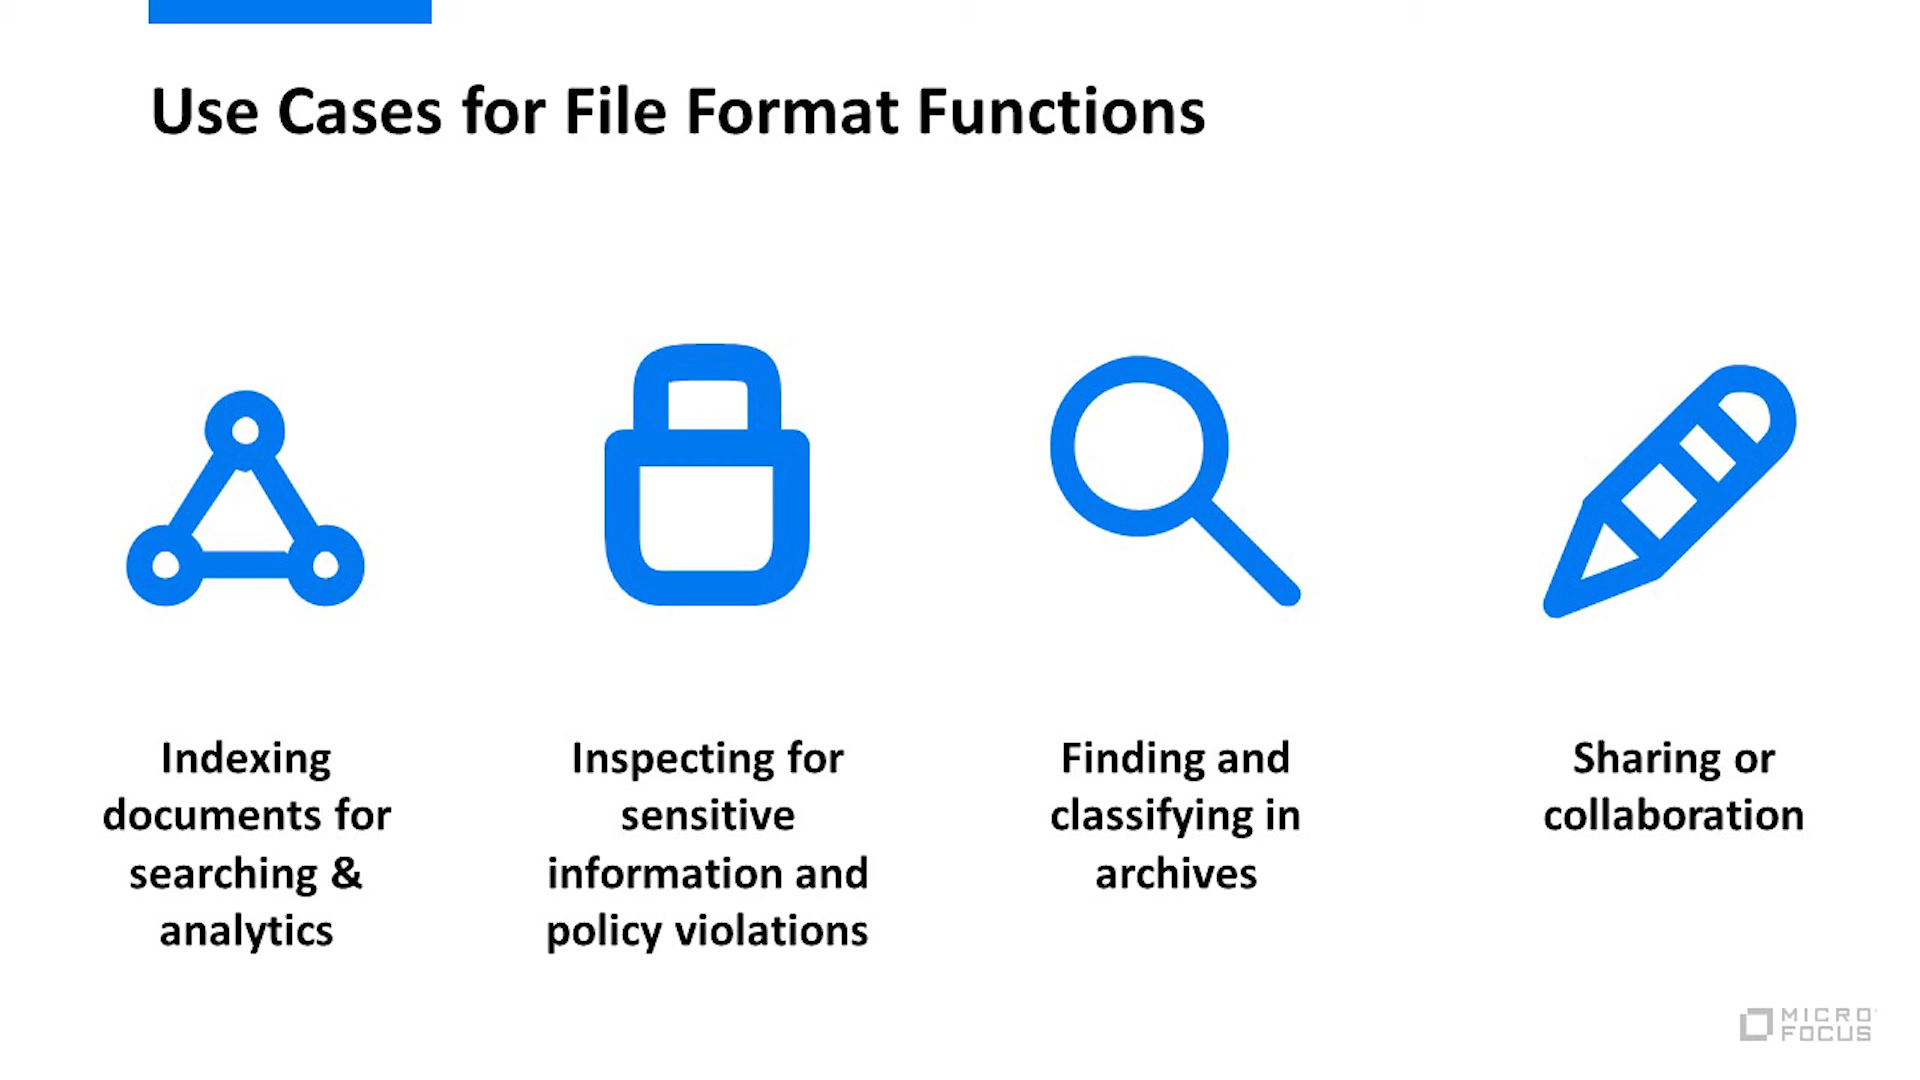 Use Cases for File Format Functions
Indexing
documents for
searching &
analytics
Inspecting for
sensitive
information and
policy violations
Finding and
classifying in
archives
Sharing or
collaboration
MICRO
FOCUS